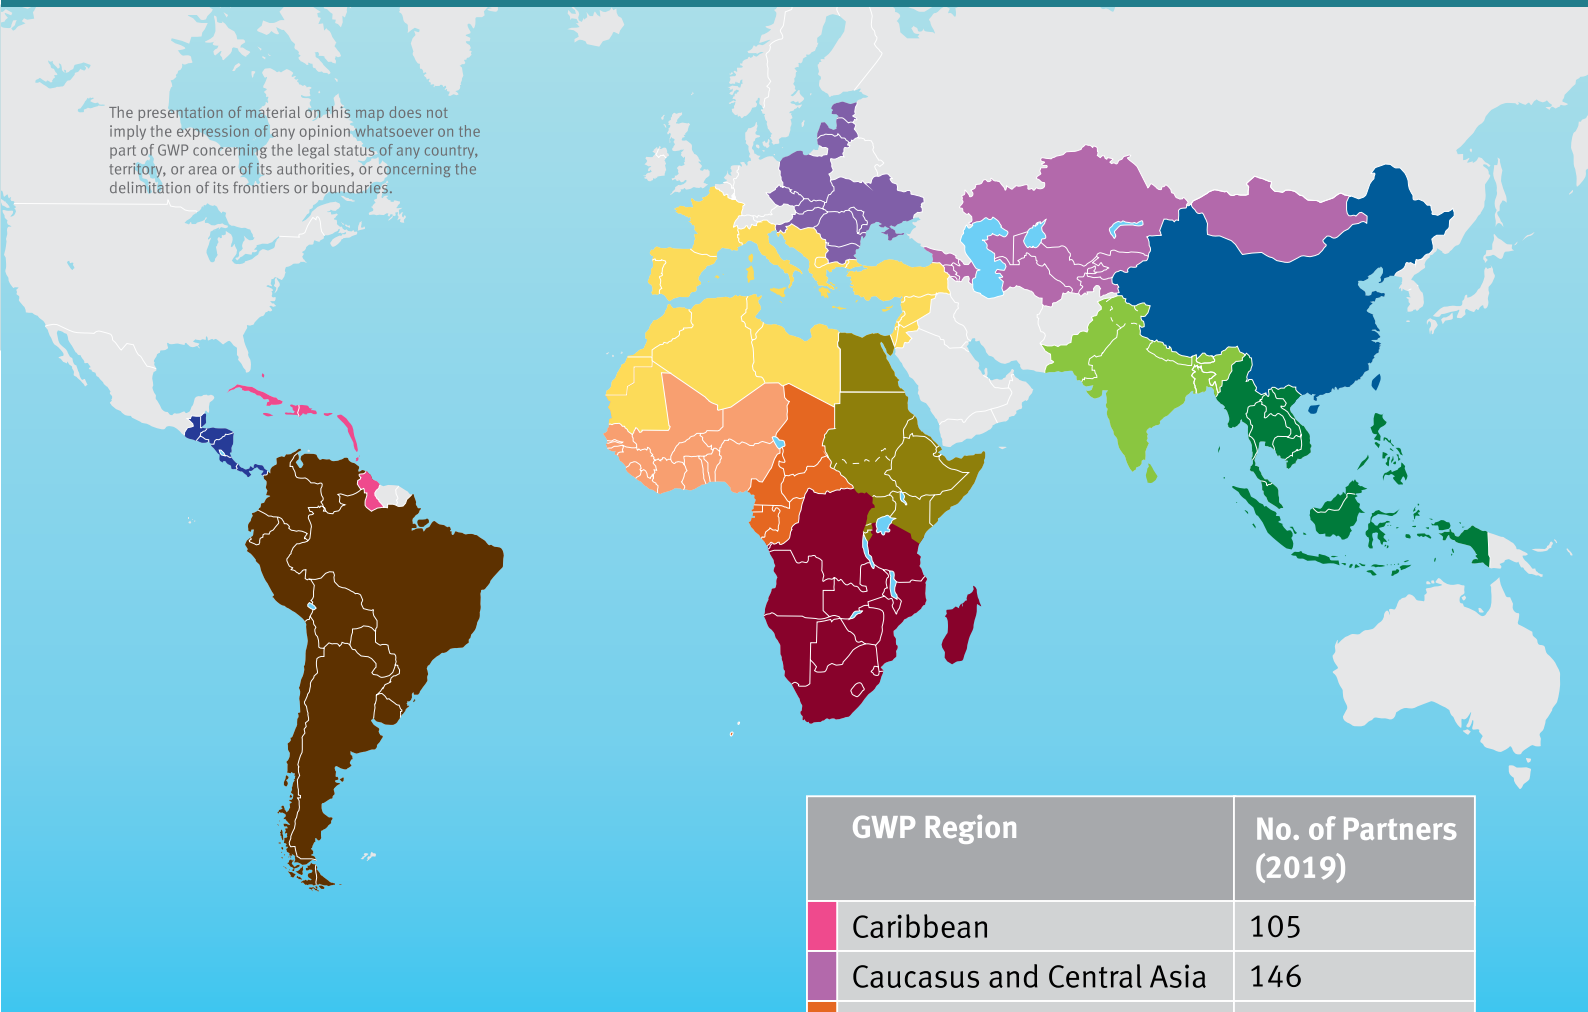 The presentation of material on this map does not
imply the expression of any opinion whatsoever on the
part of GWP concerning the legal status of any country,
territory, or area or of its authorities, or concerning the
delimitation of its frontiers or boundaries.
GWP Region No. of Partners
(2019)
Caribbean 105
Caucasus and Central Asia 146